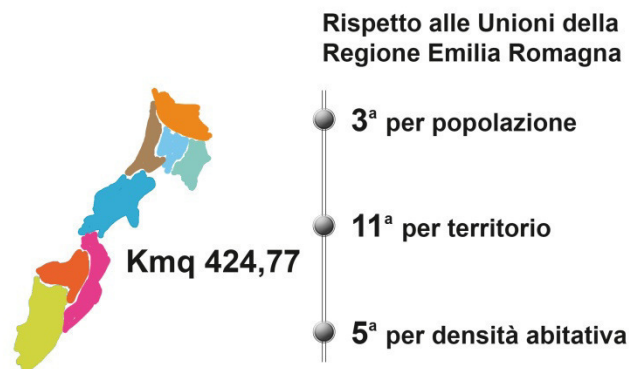 Rispetto alle Unioni della
Regione Emilia Romagna
3ª per popolazione
11ª per territorio
Kmq 424,77
5ª per densità abitativa